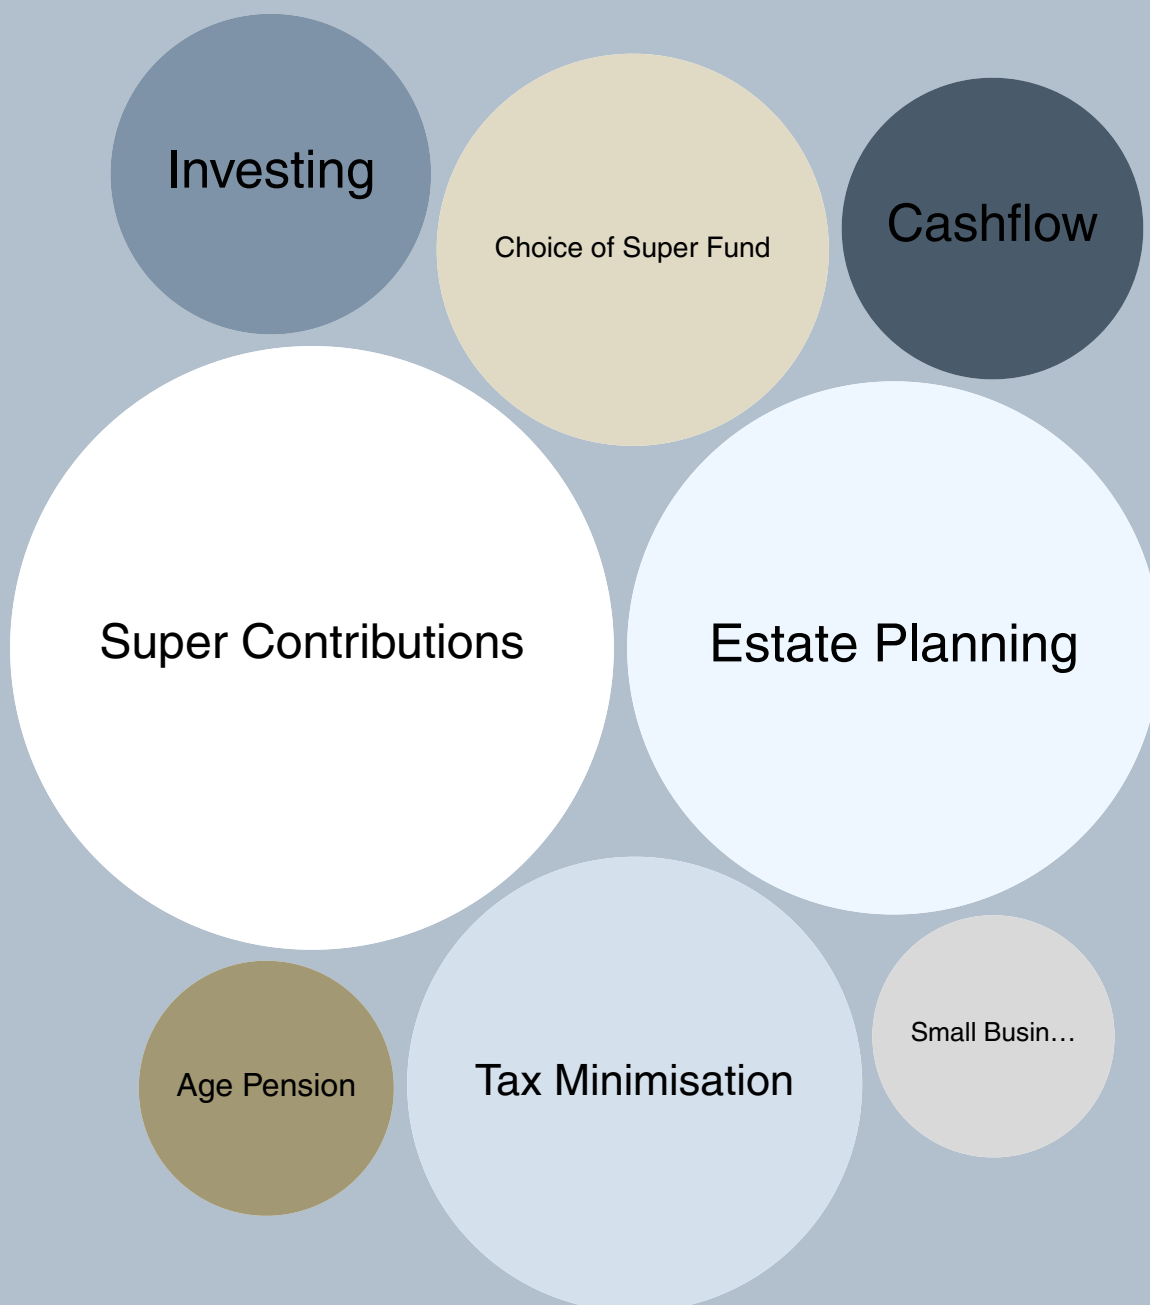 Investing
Choice of Super Fund
Cashflow
Super Contributions
Estate Planning
Age Pension
Tax Minimisation
Small Busin…